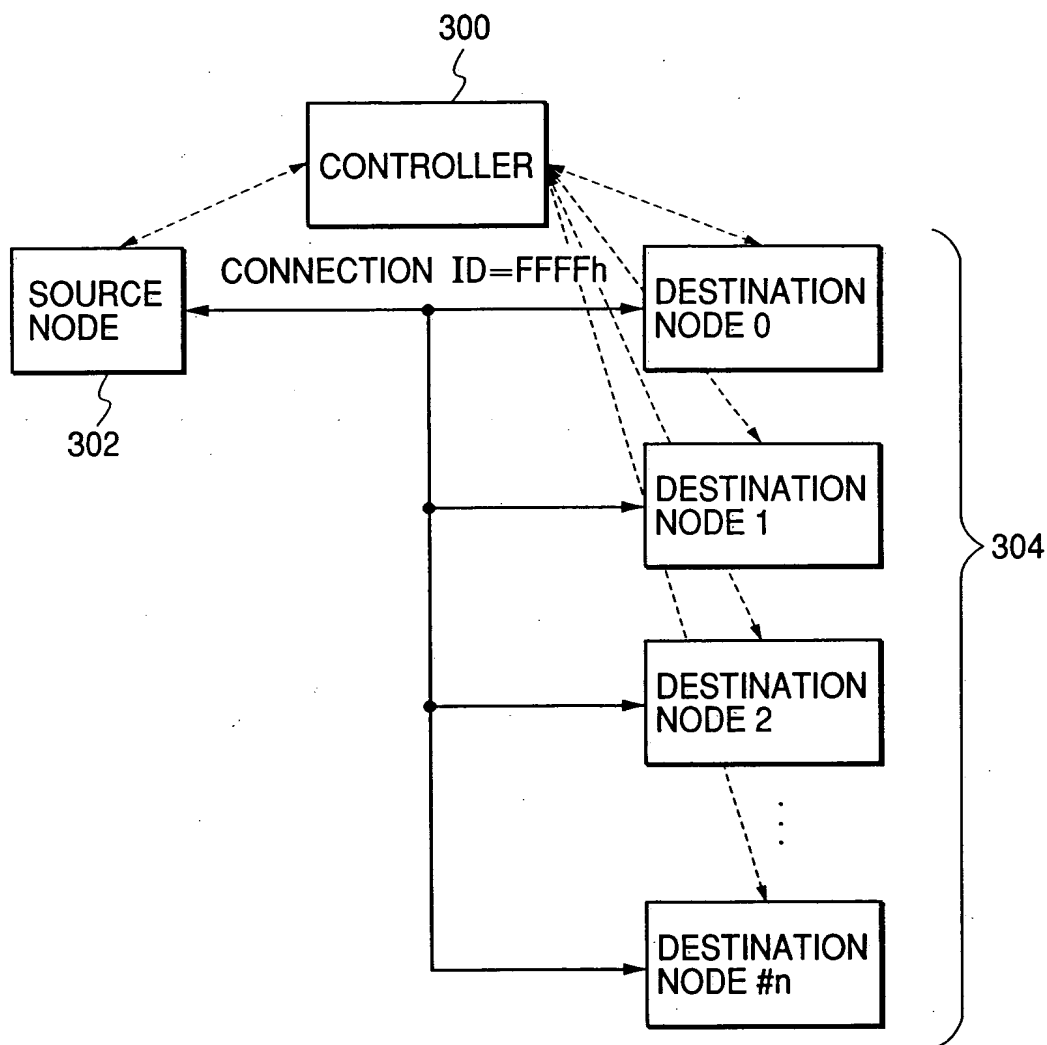 300
CONTROLLER
CONNECTION ID=FFFFh
SOURCE
NODE
302
DESTINATION
NODE 0
DESTINATION
NODE 1
304
DESTINATION
NODE 2
DESTINATION
NODE #n